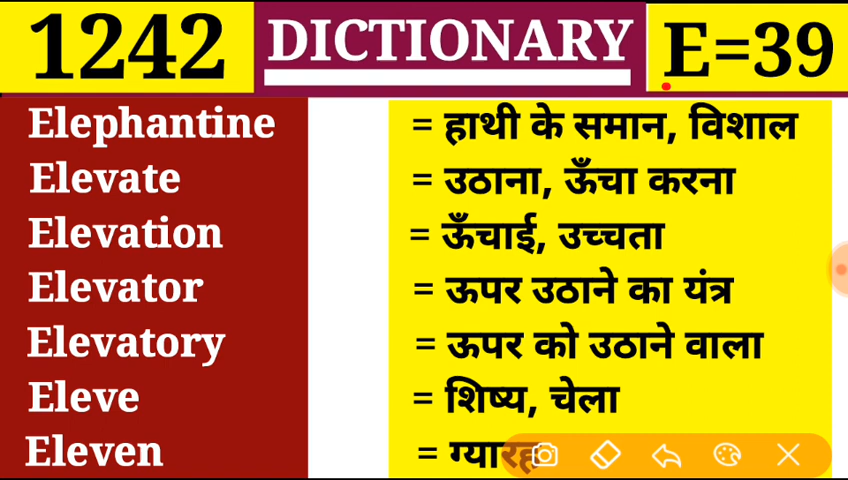 1242 DICTIONARY E=39
Elephantine = हाथी के समान, विशाल
Elevate = उठाना, ऊँचा करना
Elevation = ऊँचाई, उच्चता
Elevator = ऊपर उठाने का यंत्र
Elevatory = ऊपर को उठाने वाला
Eleve = शिष्य, चेला
Eleven = ग्यारह